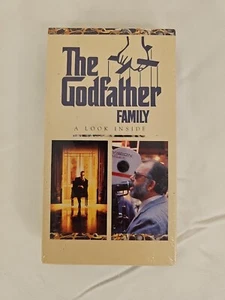 The
Godfather
FAMILY
A LOOK INSIDE